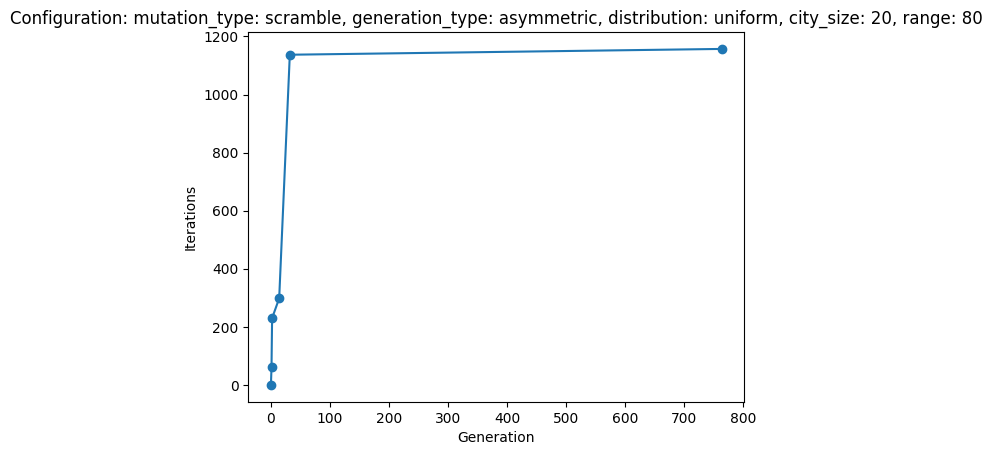 Configuration: mutation_type: scramble, generation_type: asymmetric, distribution: uniform, city_size: 20, range: 80
1200
1000
800
600
400
200
0
Iterations
0 100 200 300 400 500 600 700 800
Generation